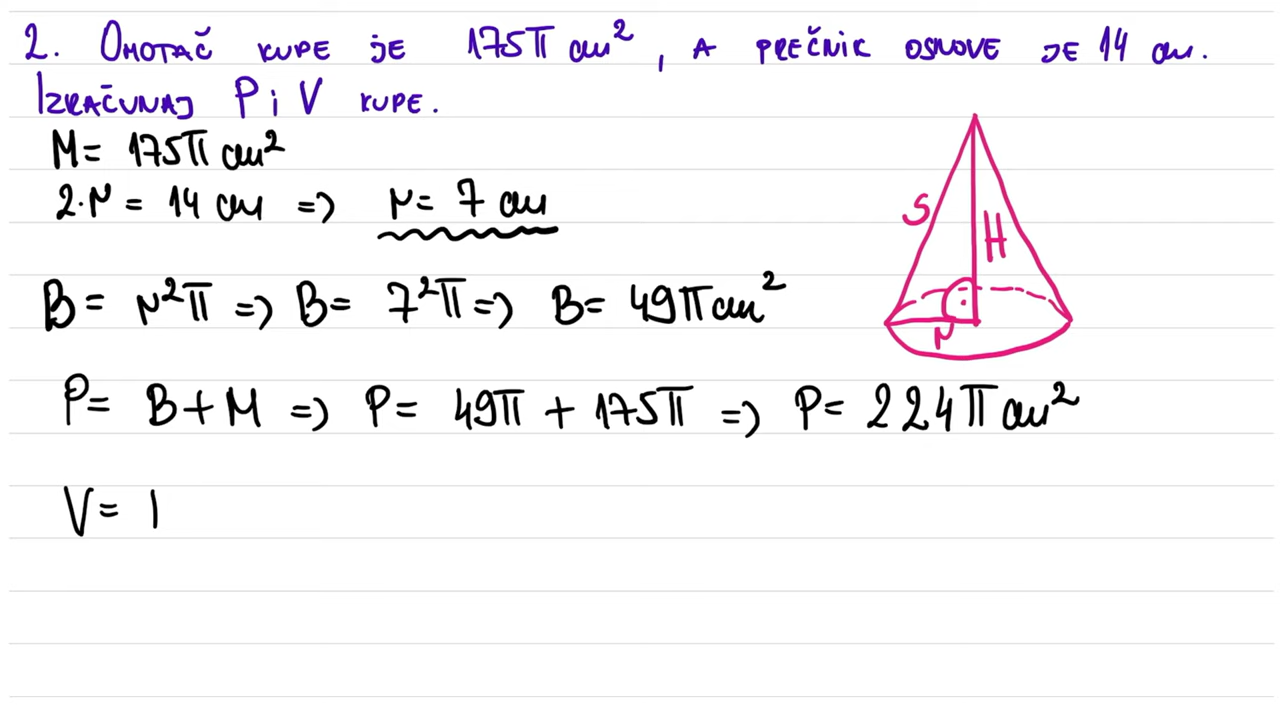 2. OMOTAČ KUPE JE 175π cm², A PREČNIK OSNOVE JE 14 cm.
IZRAČUNAJ P i V KUPE.
M = 175π cm²
2·r = 14 cm => r = 7 cm
S
H
r
B = r²π => B = 7²π => B = 49π cm²
P = B + M => P = 49π + 175π => P = 224π cm²
V = |